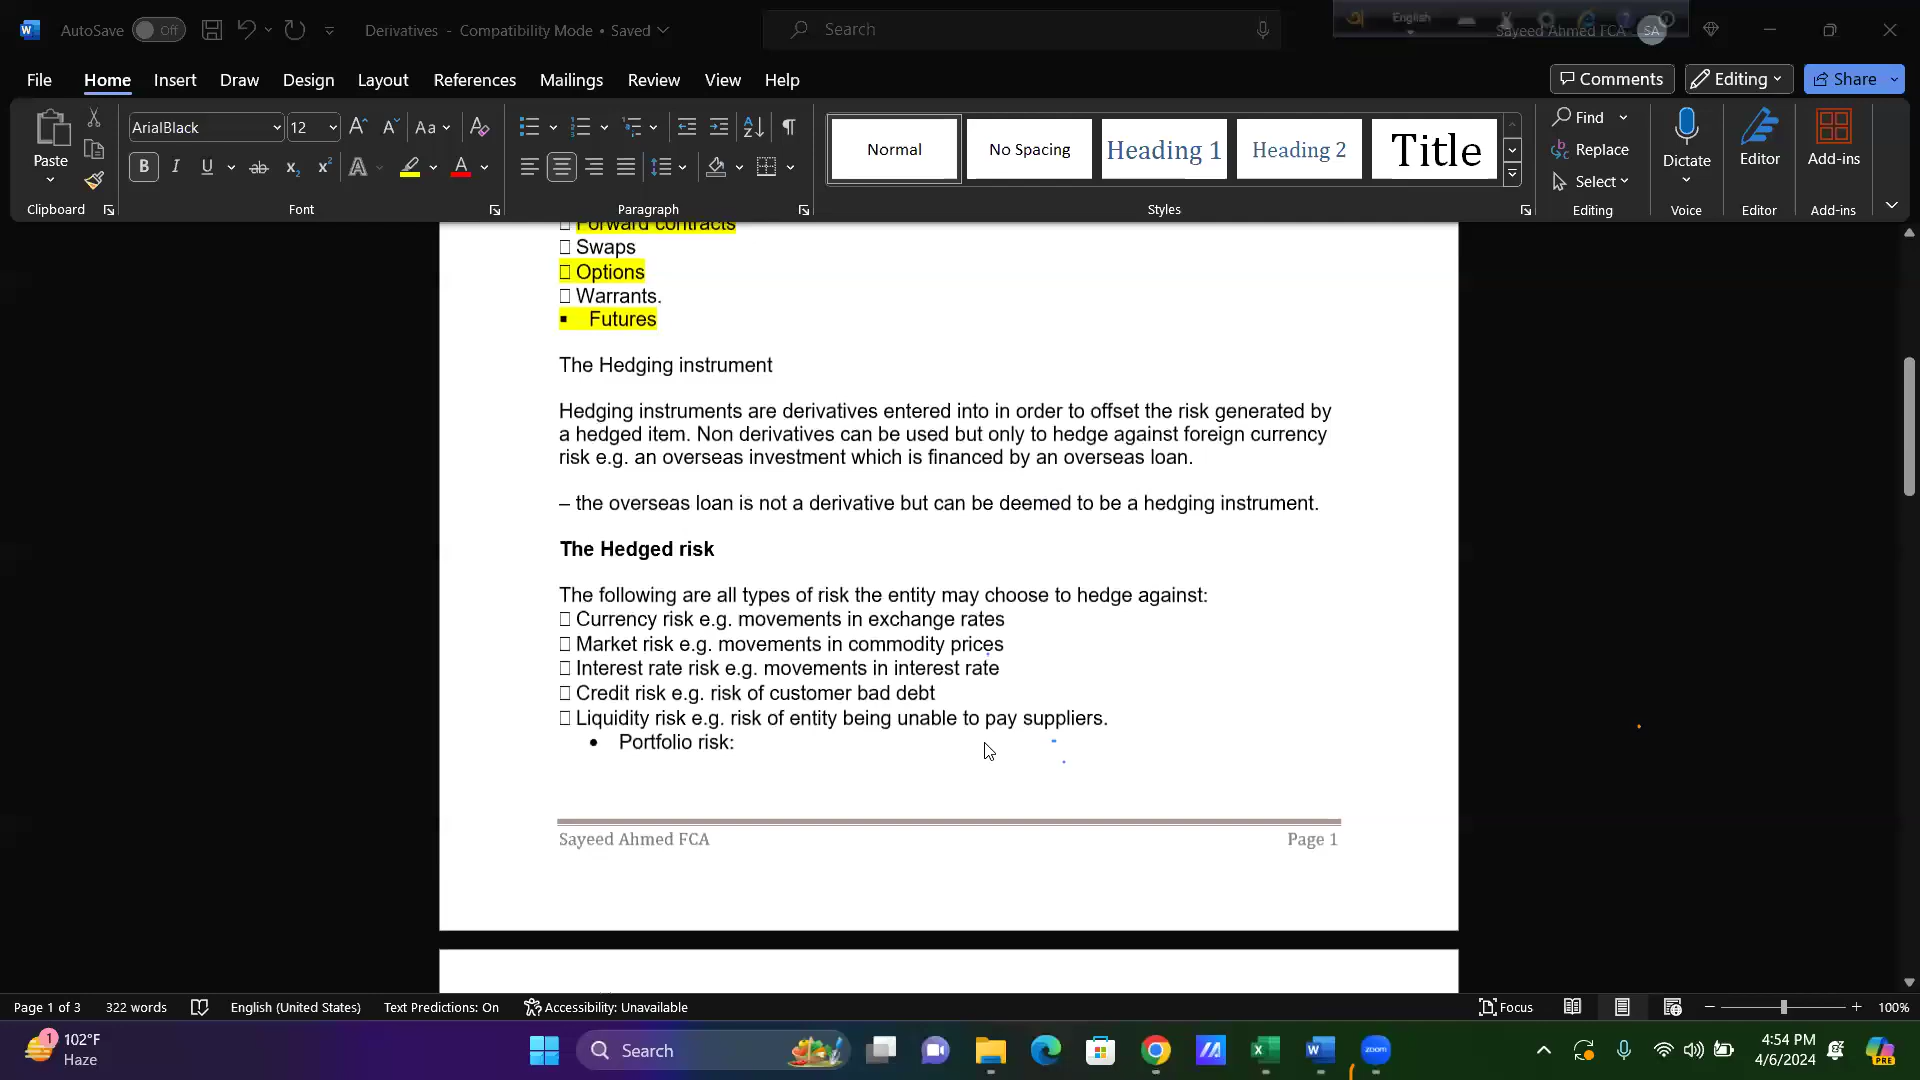 AutoSave Off Derivatives - Compatibility Mode • Saved Search English Sayeed Ahmed FCA SA
File Home Insert Draw Design Layout References Mailings Review View Help Comments Editing Share
Paste ArialBlack 12 Aa Normal No Spacing Heading 1 Heading 2 Title Find Replace Select Dictate Editor Add-ins
Clipboard Font Paragraph Styles Editing Voice Editor Add-ins
Forward contracts
Swaps
Options
Warrants.
▪ Futures
The Hedging instrument
Hedging instruments are derivatives entered into in order to offset the risk generated by
a hedged item. Non derivatives can be used but only to hedge against foreign currency
risk e.g. an overseas investment which is financed by an overseas loan.
– the overseas loan is not a derivative but can be deemed to be a hedging instrument.
The Hedged risk
The following are all types of risk the entity may choose to hedge against:
Currency risk e.g. movements in exchange rates
Market risk e.g. movements in commodity prices
Interest rate risk e.g. movements in interest rate
Credit risk e.g. risk of customer bad debt
Liquidity risk e.g. risk of entity being unable to pay suppliers.
• Portfolio risk:
Sayeed Ahmed FCA Page 1
Page 1 of 3 322 words English (United States) Text Predictions: On Accessibility: Unavailable Focus 100%
1 102°F
Haze
Search
zoom
4:54 PM
4/6/2024
PRE